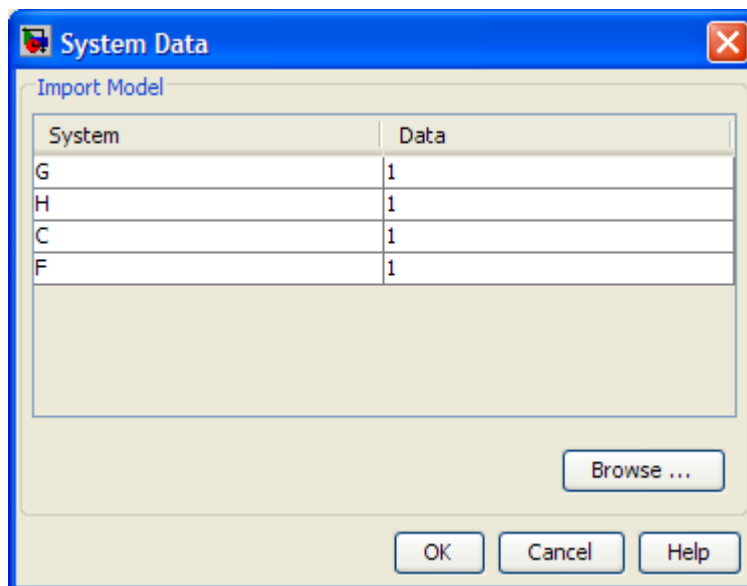 System Data
Import Model
System Data
G 1
H 1
C 1
F 1
Browse ...
OK Cancel Help